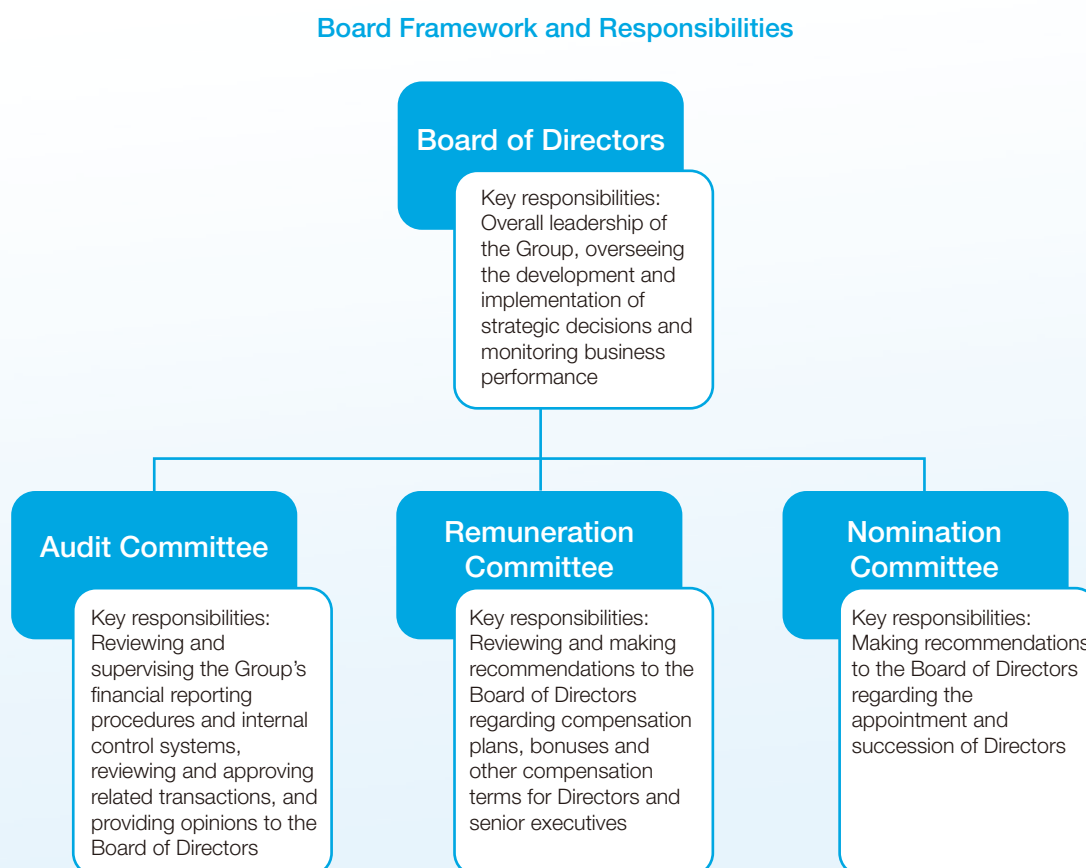 Board Framework and Responsibilities
Board of Directors
Key responsibilities:
Overall leadership of
the Group, overseeing
the development and
implementation of
strategic decisions and
monitoring business
performance
Audit Committee
Key responsibilities:
Reviewing and
supervising the Group’s
financial reporting
procedures and internal
control systems,
reviewing and approving
related transactions, and
providing opinions to the
Board of Directors
Remuneration
Committee
Key responsibilities:
Reviewing and making
recommendations to the
Board of Directors
regarding compensation
plans, bonuses and
other compensation
terms for Directors and
senior executives
Nomination
Committee
Key responsibilities:
Making recommendations
to the Board of Directors
regarding the
appointment and
succession of Directors